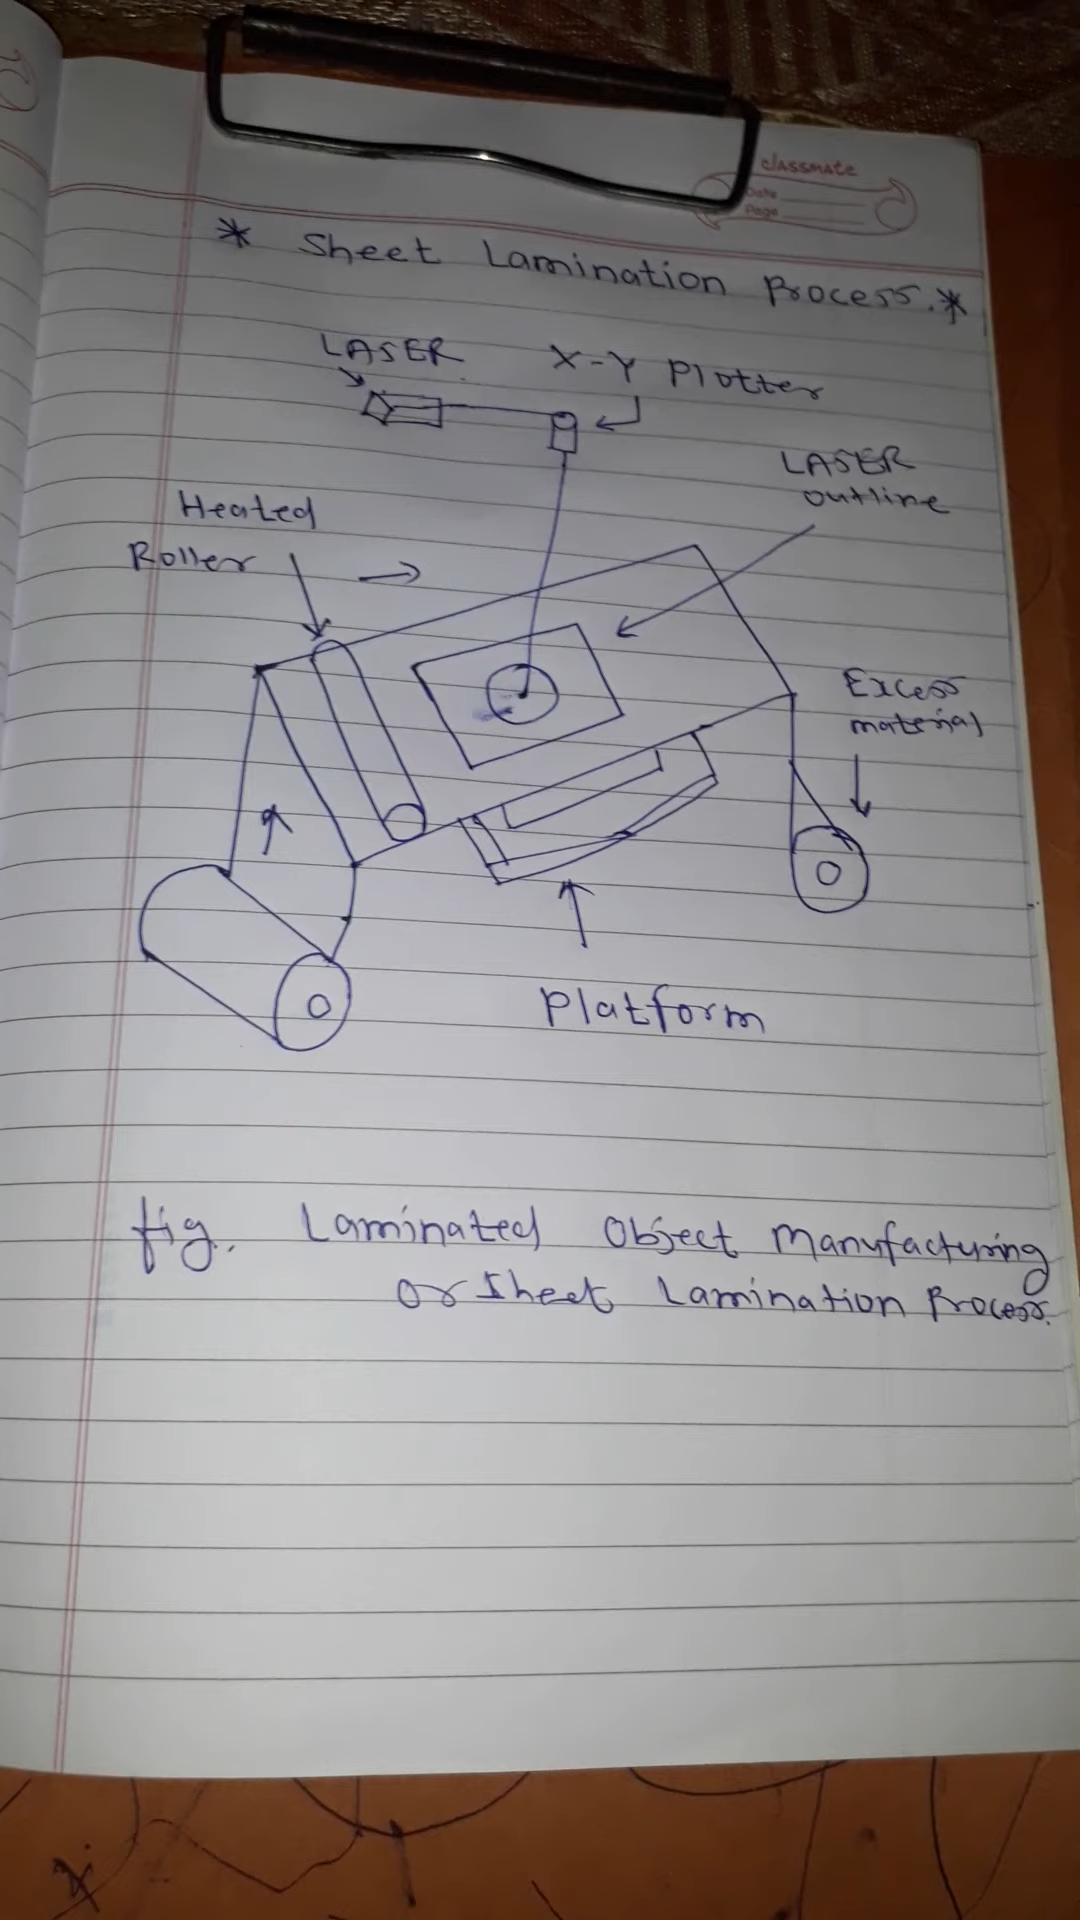 classmate
Date
Page
* Sheet Lamination Process. *
LASER
X-Y Plotter
LASER
outline
Heated
Roller
Excess
material
Platform
fig. Laminated Object Manufacturing
or Sheet Lamination Process.